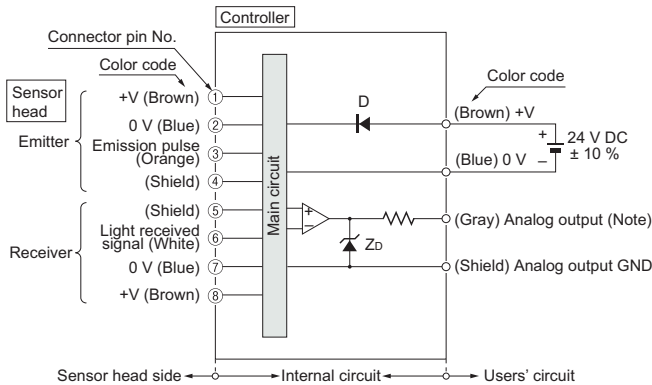 Controller
Connector pin No.
Color code
Sensor
head
Emitter
+V (Brown) 1
0 V (Blue) 2
Emission pulse
(Orange) 3
(Shield) 4
Receiver
(Shield) 5
Light received
signal (White) 6
0 V (Blue) 7
+V (Brown) 8
Main circuit
D
ZD
Color code
(Brown) +V
+
24 V DC
± 10 %
(Blue) 0 V
–
+
–
(Gray) Analog output (Note)
(Shield) Analog output GND
Sensor head side
Internal circuit
Users' circuit